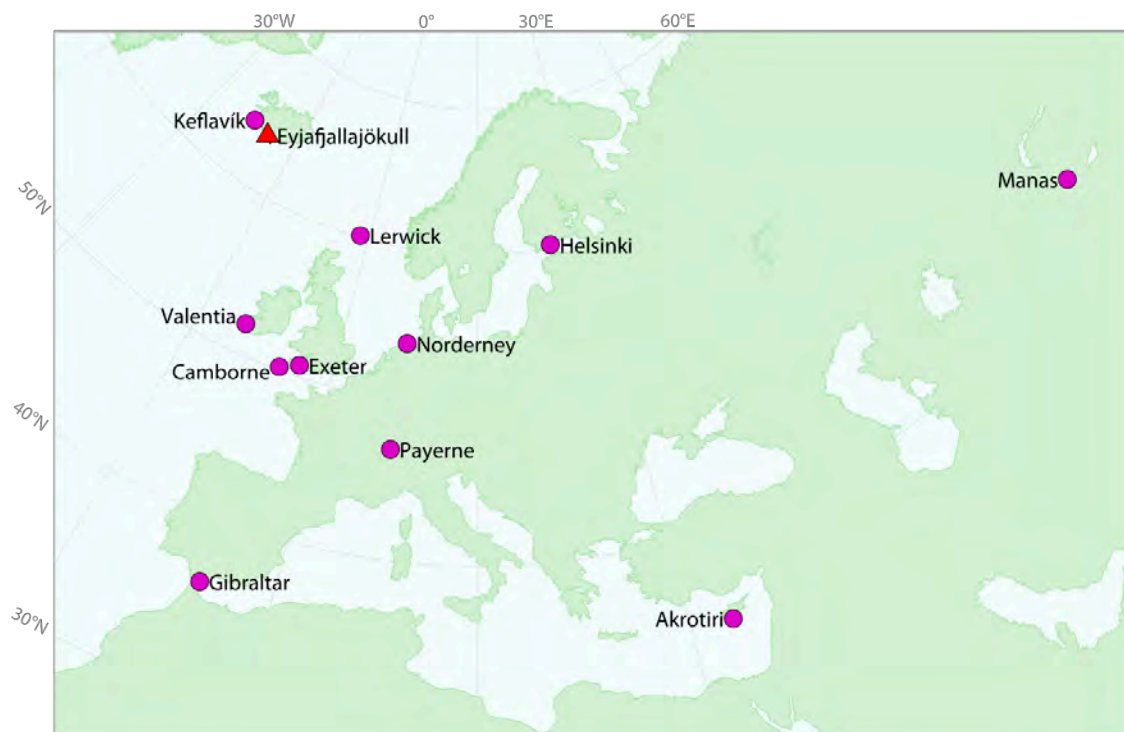 30°W 0° 30°E 60°E
Keflavík
Eyjafjallajökull
Manas
50°N
Lerwick
Helsinki
Valentia
Norderney
Exeter
Camborne
40°N
Payerne
Gibraltar
30°N
Akrotiri